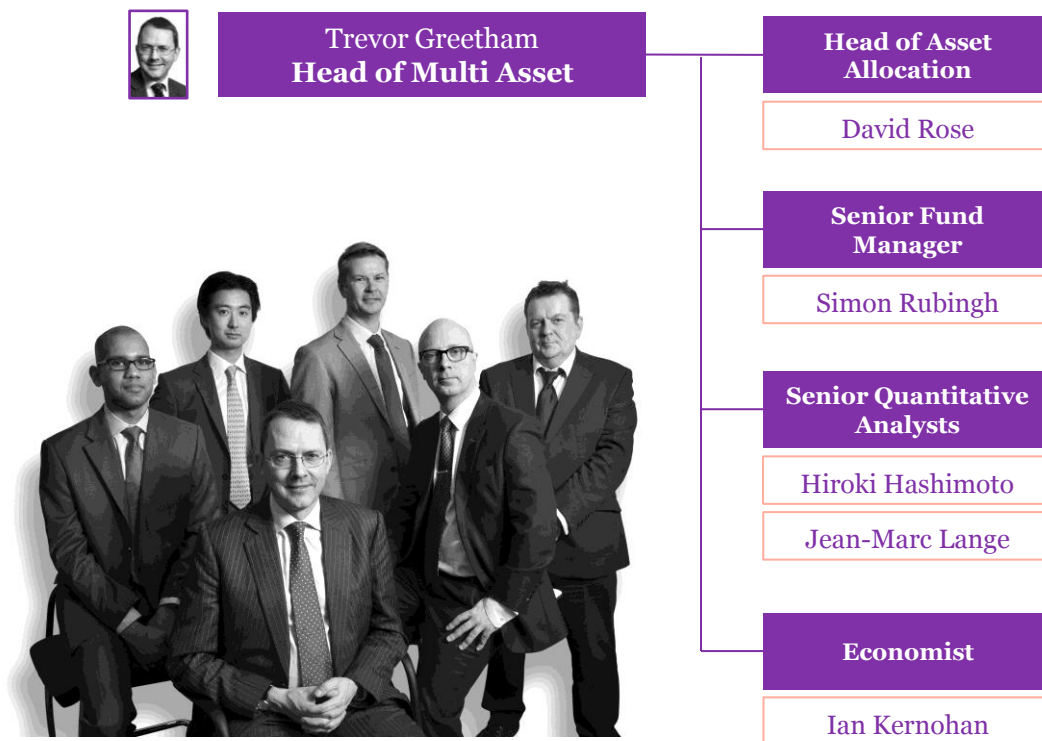 Trevor Greetham
Head of Multi Asset
Head of Asset
Allocation
David Rose
Senior Fund
Manager
Simon Rubingh
Senior Quantitative
Analysts
Hiroki Hashimoto
Jean-Marc Lange
Economist
Ian Kernohan